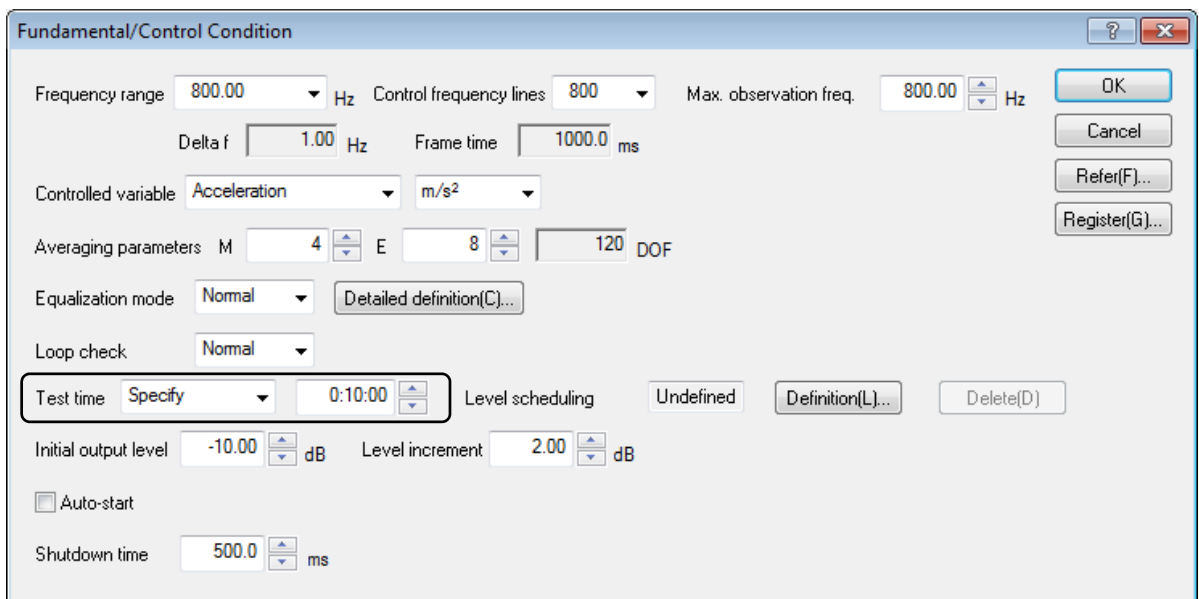 Fundamental/Control Condition
Frequency range 800.00 Hz Control frequency lines 800 Max. observation freq. 800.00 Hz OK
Delta f 1.00 Hz Frame time 1000.0 ms Cancel
Controlled variable Acceleration m/s² Refer(F)...
Register(G)...
Averaging parameters M 4 E 8 120 DOF
Equalization mode Normal Detailed definition(C)...
Loop check Normal
Test time Specify 0:10:00 Level scheduling Undefined Definition(L)... Delete(D)
Initial output level -10.00 dB Level increment 2.00 dB
Auto-start
Shutdown time 500.0 ms